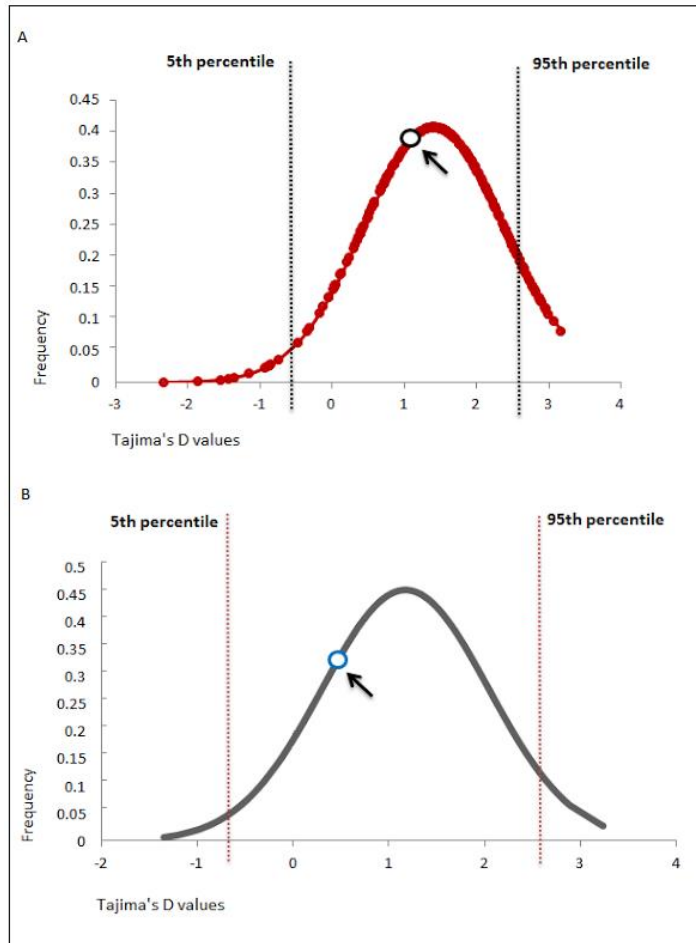 A
5th percentile
95th percentile
0.45
0.4
0.35
0.3
0.25
0.2
0.15
0.1
0.05
0
Frequency
-3 -2 -1 0 1 2 3 4
Tajima's D values
B
5th percentile
95th percentile
0.5
0.45
0.4
0.35
0.3
0.25
0.2
0.15
0.1
0.05
0
Frequency
-2 -1 0 1 2 3 4
Tajima's D values